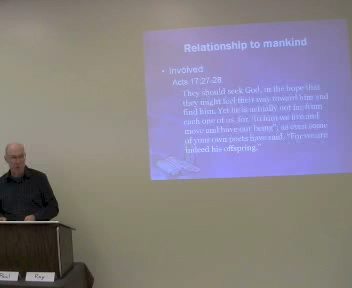 Relationship to mankind
• Involved
Acts 17:27-28
They should seek God, in the hope that
they might feel their way toward him and
find him. Yet he is actually not far from
each one of us, for "In him we live and
move and have our being"; as even some
of your own poets have said, "For we are
indeed his offspring."
Paul
Ray